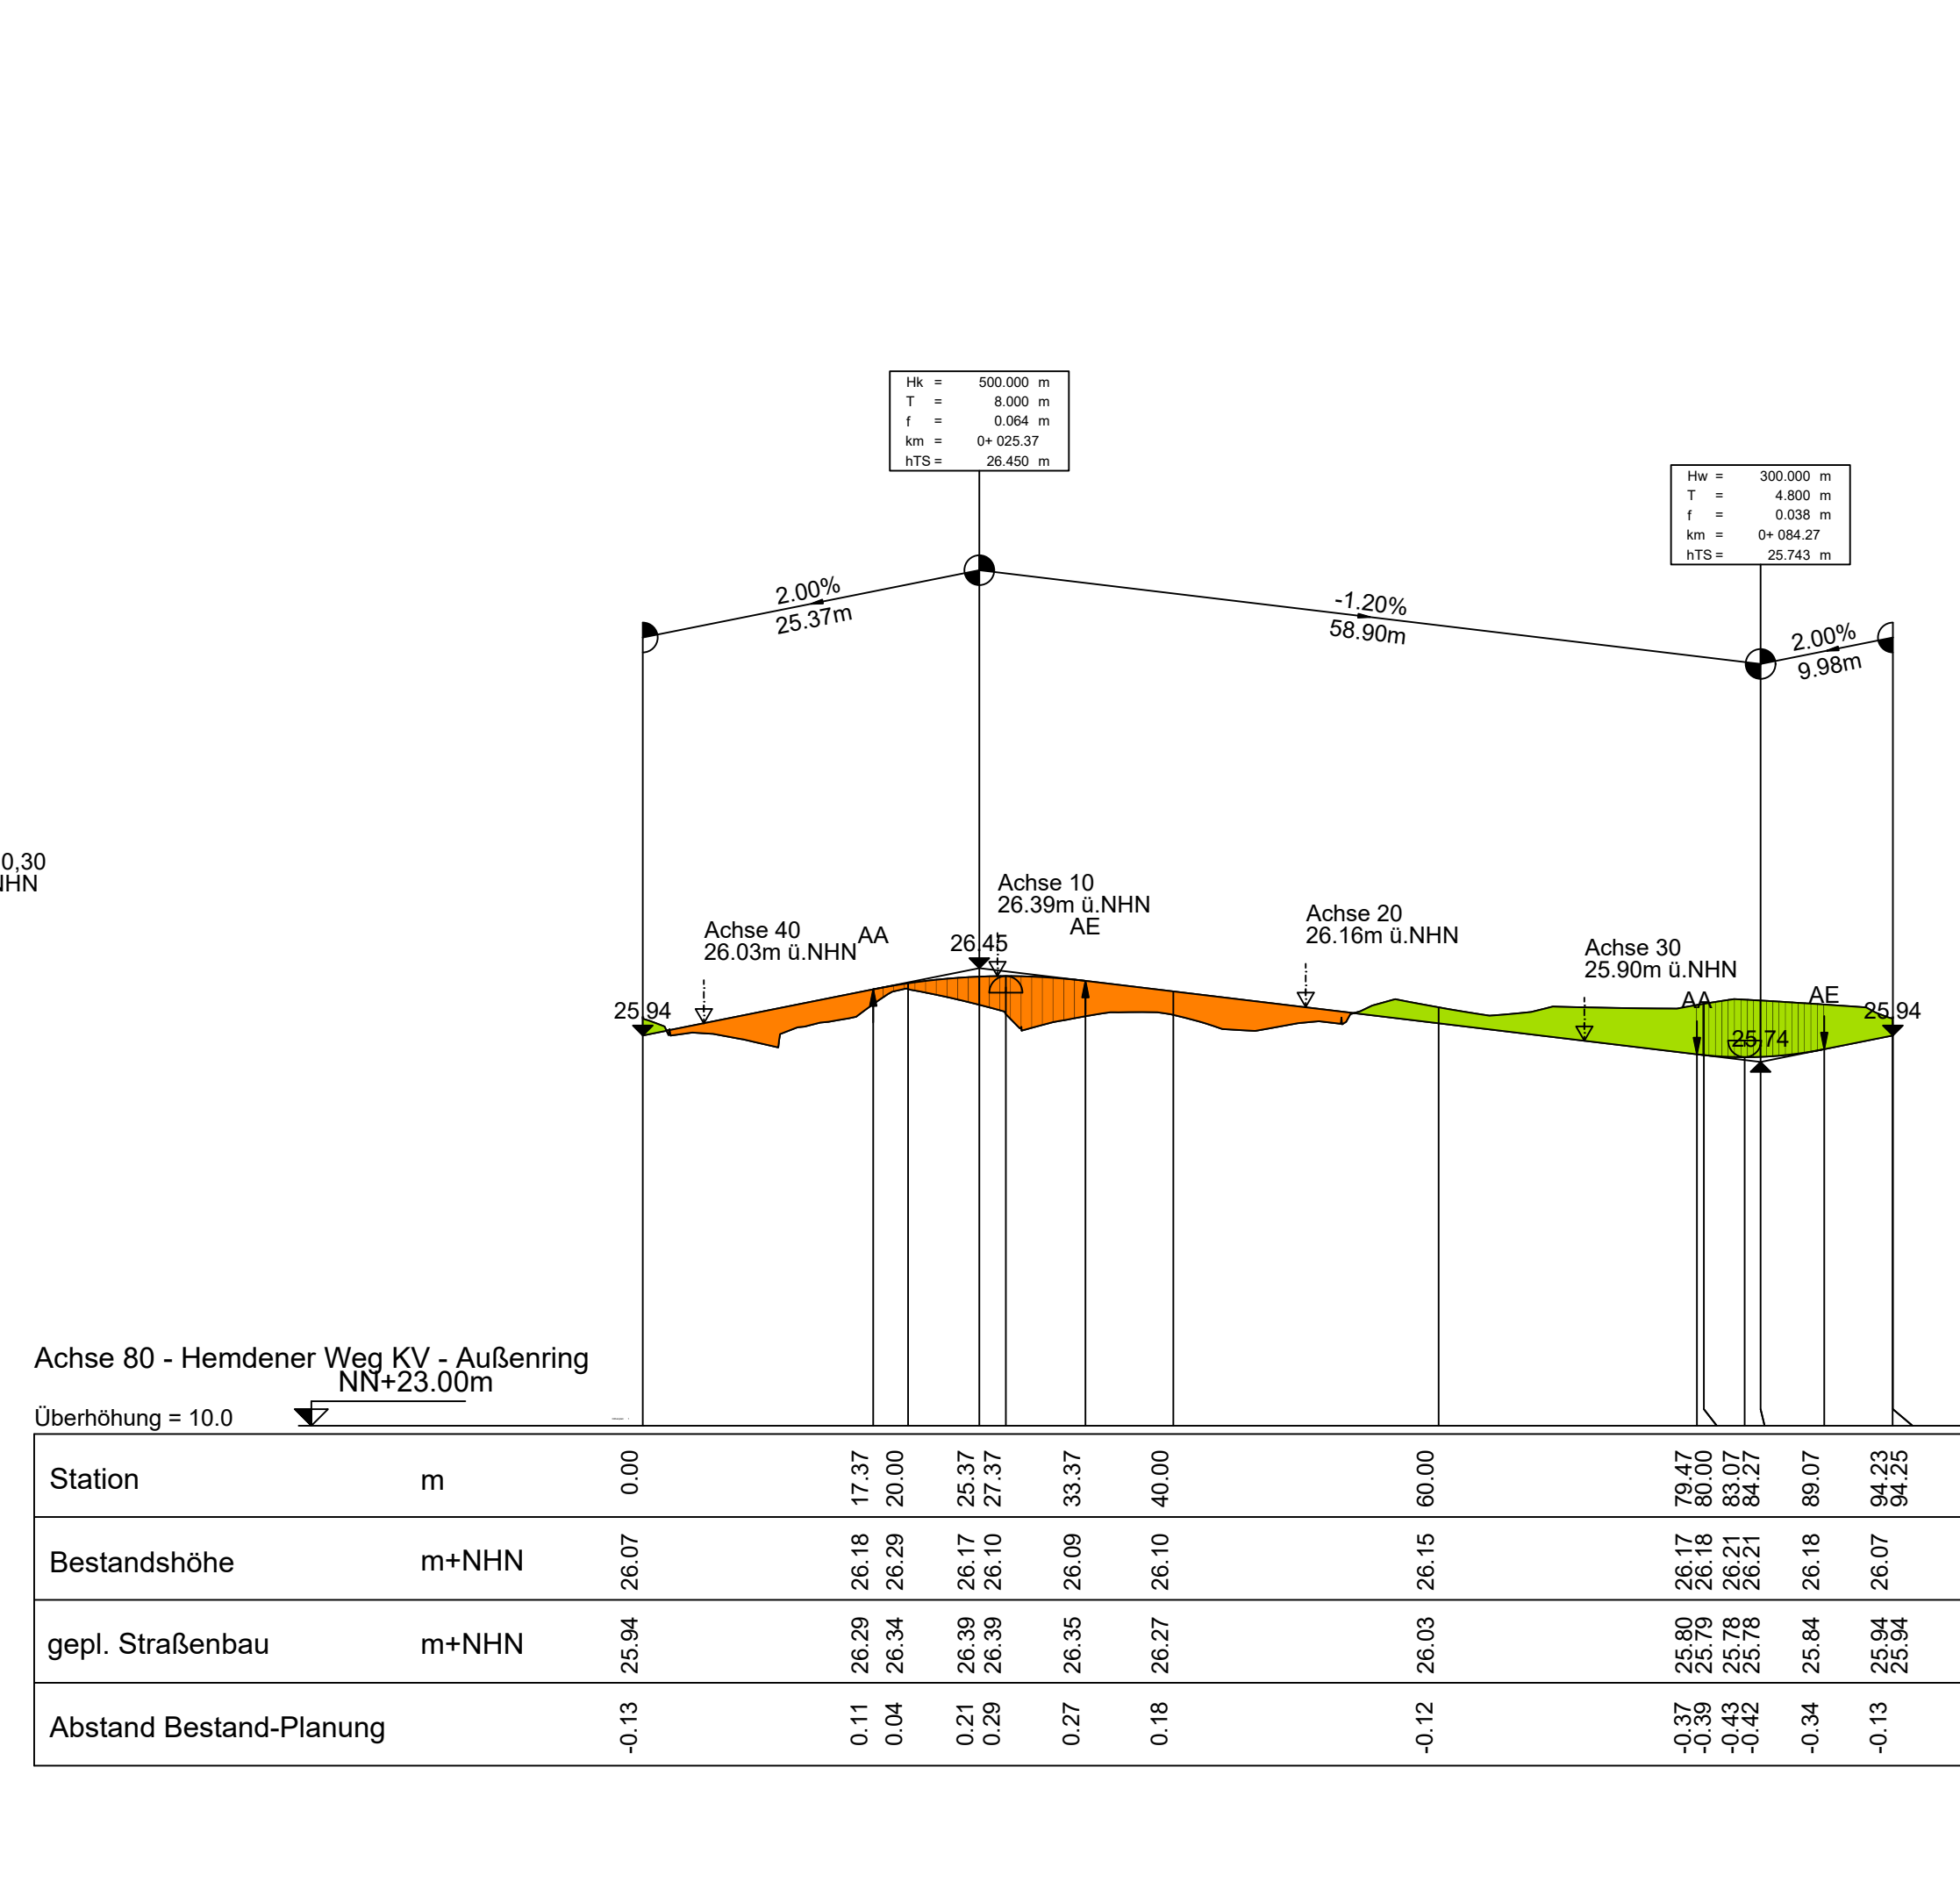 Hk = 500.000 m
T = 8.000 m
f = 0.064 m
km = 0+ 025.37
hTS = 26.450 m
Hw = 300.000 m
T = 4.800 m
f = 0.038 m
km = 0+ 084.27
hTS = 25.743 m
2.00%
25.37m
-1.20%
58.90m
2.00%
9.98m
0,30
NHN
Achse 40
26.03m ü.NHN
AA
26.45
Achse 10
26.39m ü.NHN
AE
Achse 20
26.16m ü.NHN
Achse 30
25.90m ü.NHN
AA
AE
25.94
25.74
25.94
Achse 80 - Hemdener Weg KV - Außenring
NN+23.00m
Überhöhung = 10.0
Station m 0.00 17.37 20.00 25.37 27.37 33.37 40.00 60.00 79.47 80.00 83.07 84.27 89.07 94.23 94.25
Bestandshöhe m+NHN 26.07 26.18 26.29 26.17 26.10 26.09 26.10 26.15 26.17 26.18 26.21 26.21 26.18 26.07
gepl. Straßenbau m+NHN 25.94 26.29 26.34 26.39 26.39 26.35 26.27 26.03 25.80 25.79 25.78 25.78 25.84 25.94 25.94
Abstand Bestand-Planung -0.13 0.11 0.04 0.21 0.29 0.27 0.18 -0.12 -0.37 -0.39 -0.43 -0.42 -0.34 -0.13